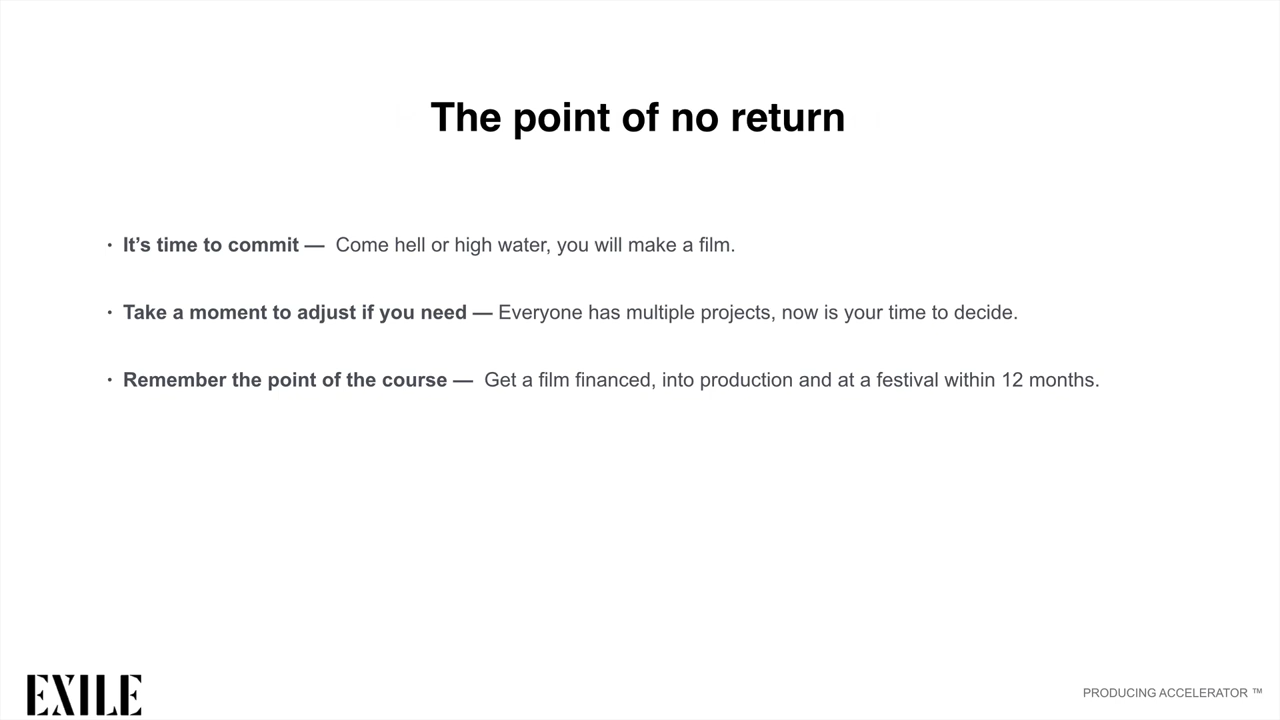 The point of no return
· It’s time to commit — Come hell or high water, you will make a film.
· Take a moment to adjust if you need — Everyone has multiple projects, now is your time to decide.
· Remember the point of the course — Get a film financed, into production and at a festival within 12 months.
EXILE
PRODUCING ACCELERATOR ™